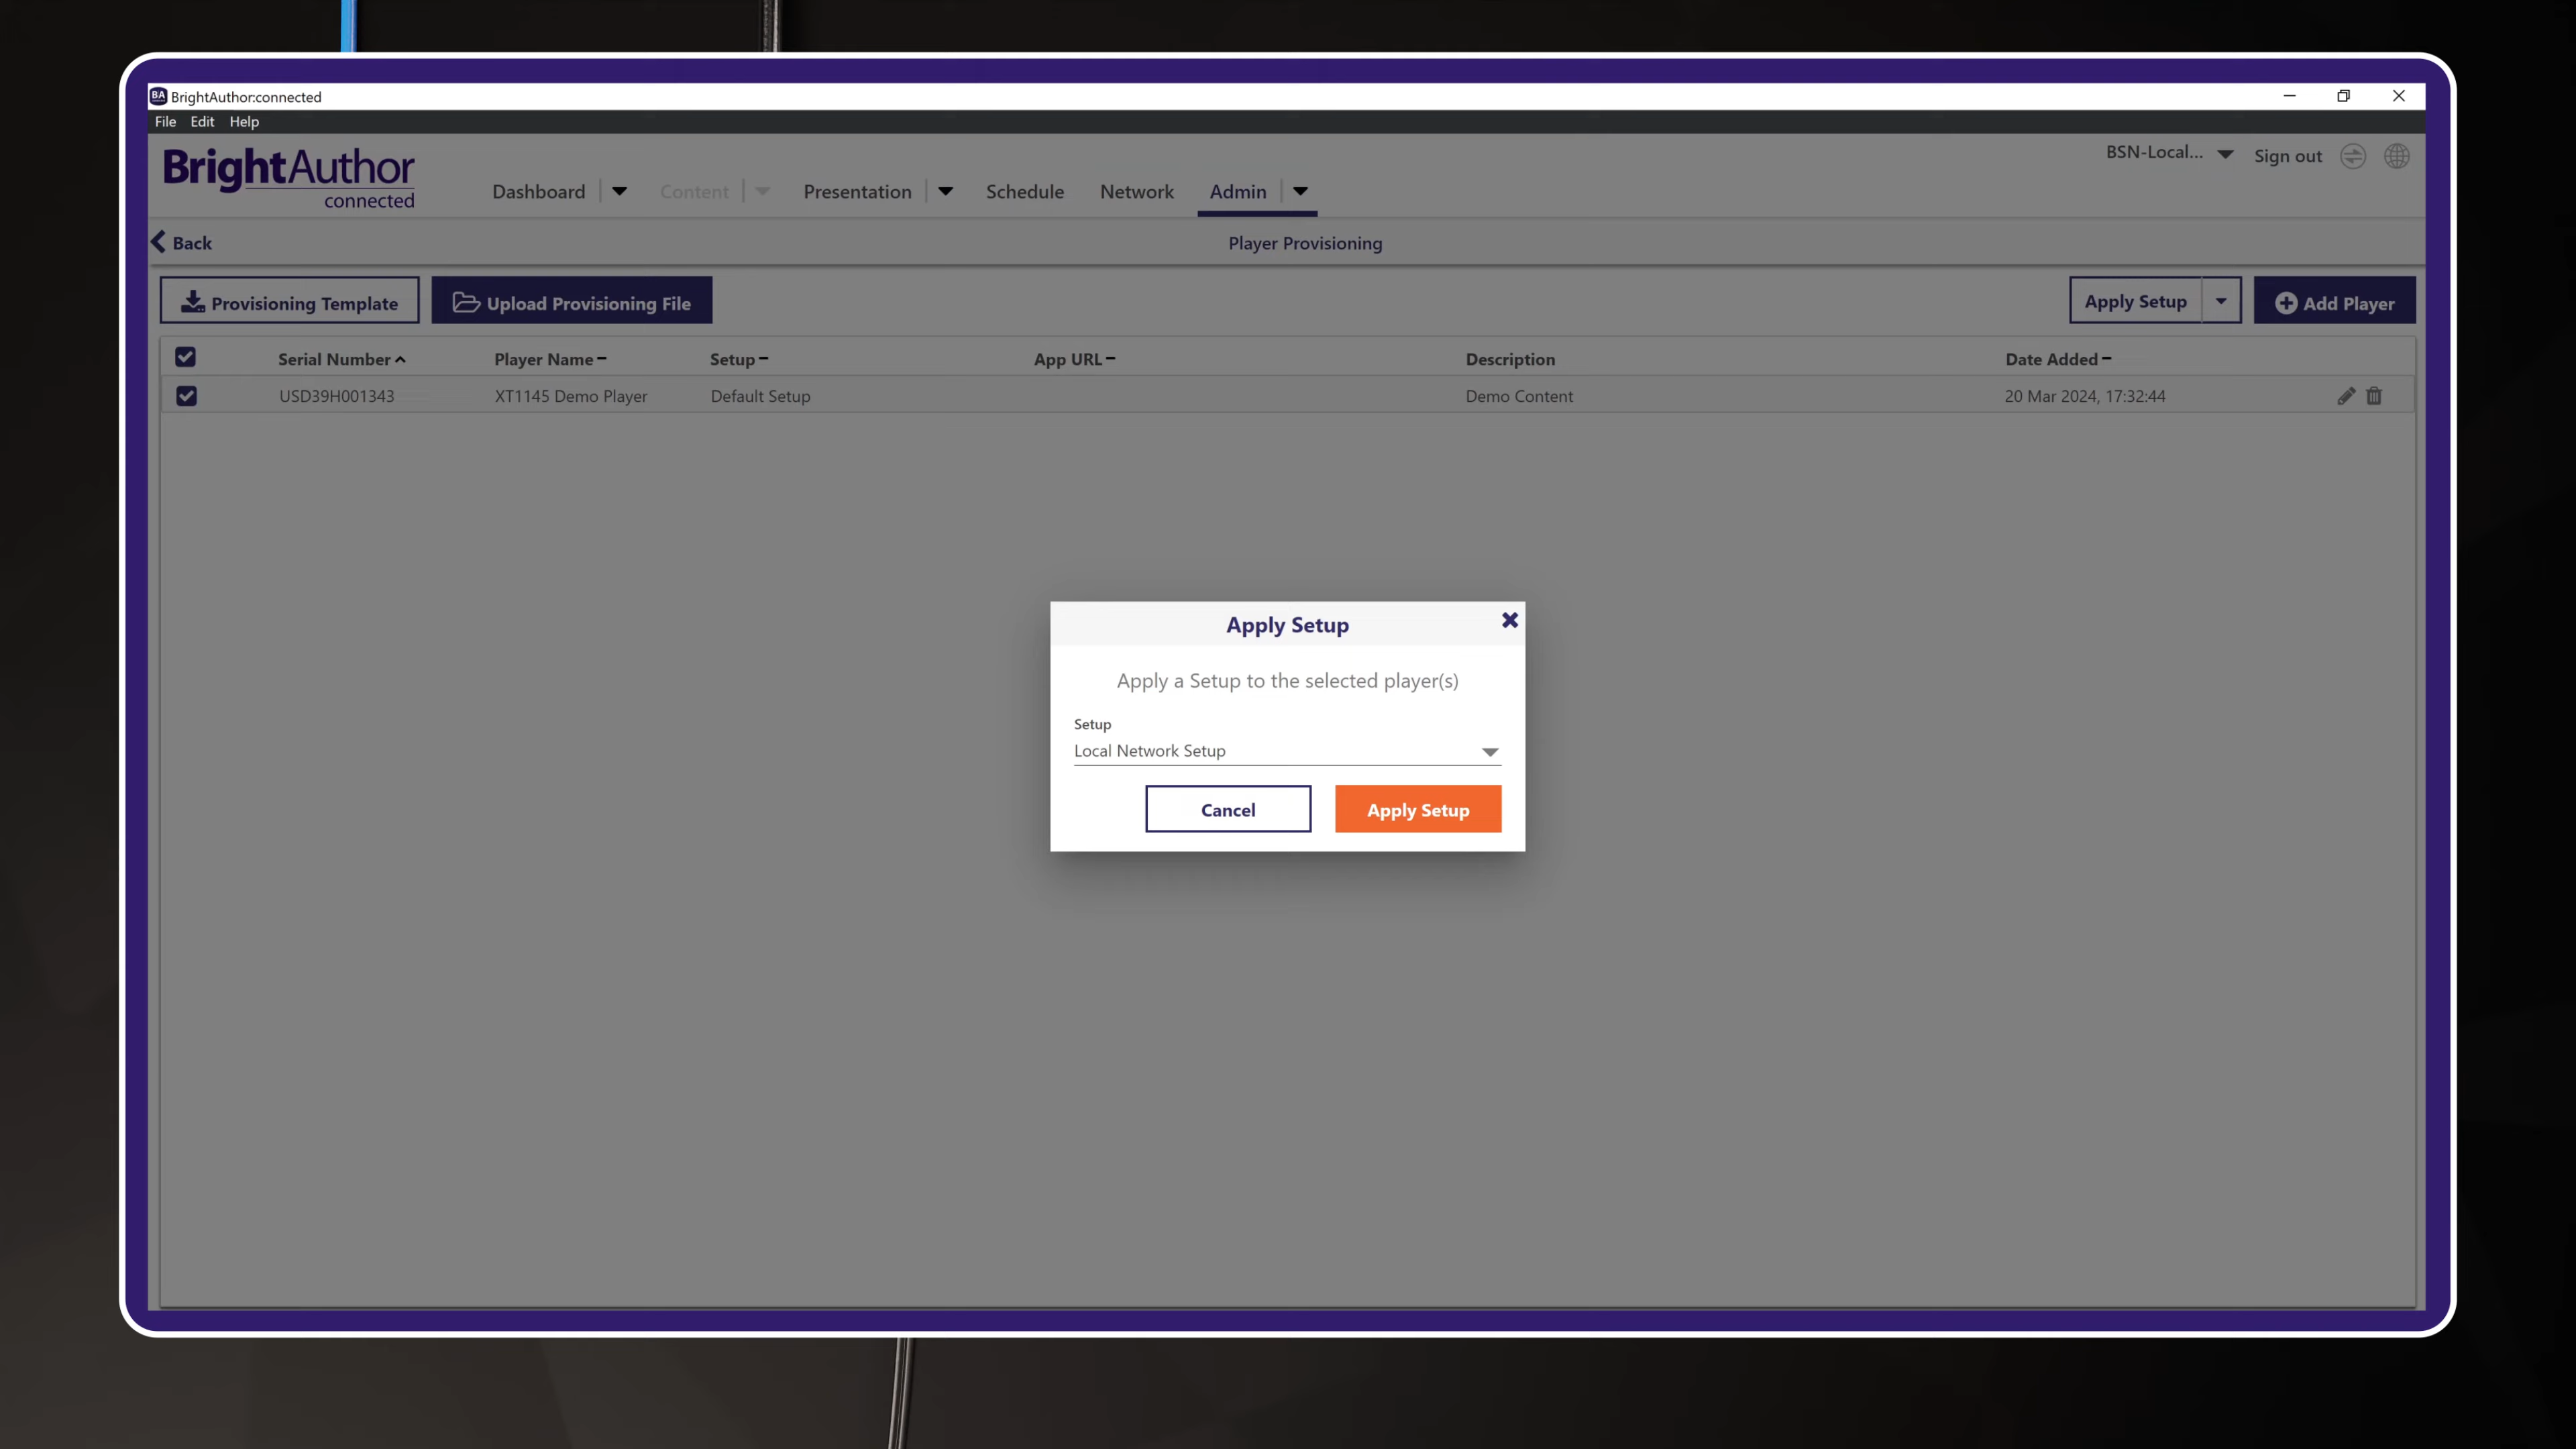 BA BrightAuthor:connected
File Edit Help
BrightAuthor
connected
Dashboard Content Presentation Schedule Network Admin
BSN-Local... Sign out
Back
Player Provisioning
Provisioning Template
Upload Provisioning File
Apply Setup
Add Player
Serial Number Player Name Setup App URL Description Date Added
USD39H001343 XT1145 Demo Player Default Setup Demo Content 20 Mar 2024, 17:32:44
Apply Setup
Apply a Setup to the selected player(s)
Setup
Local Network Setup
Cancel Apply Setup